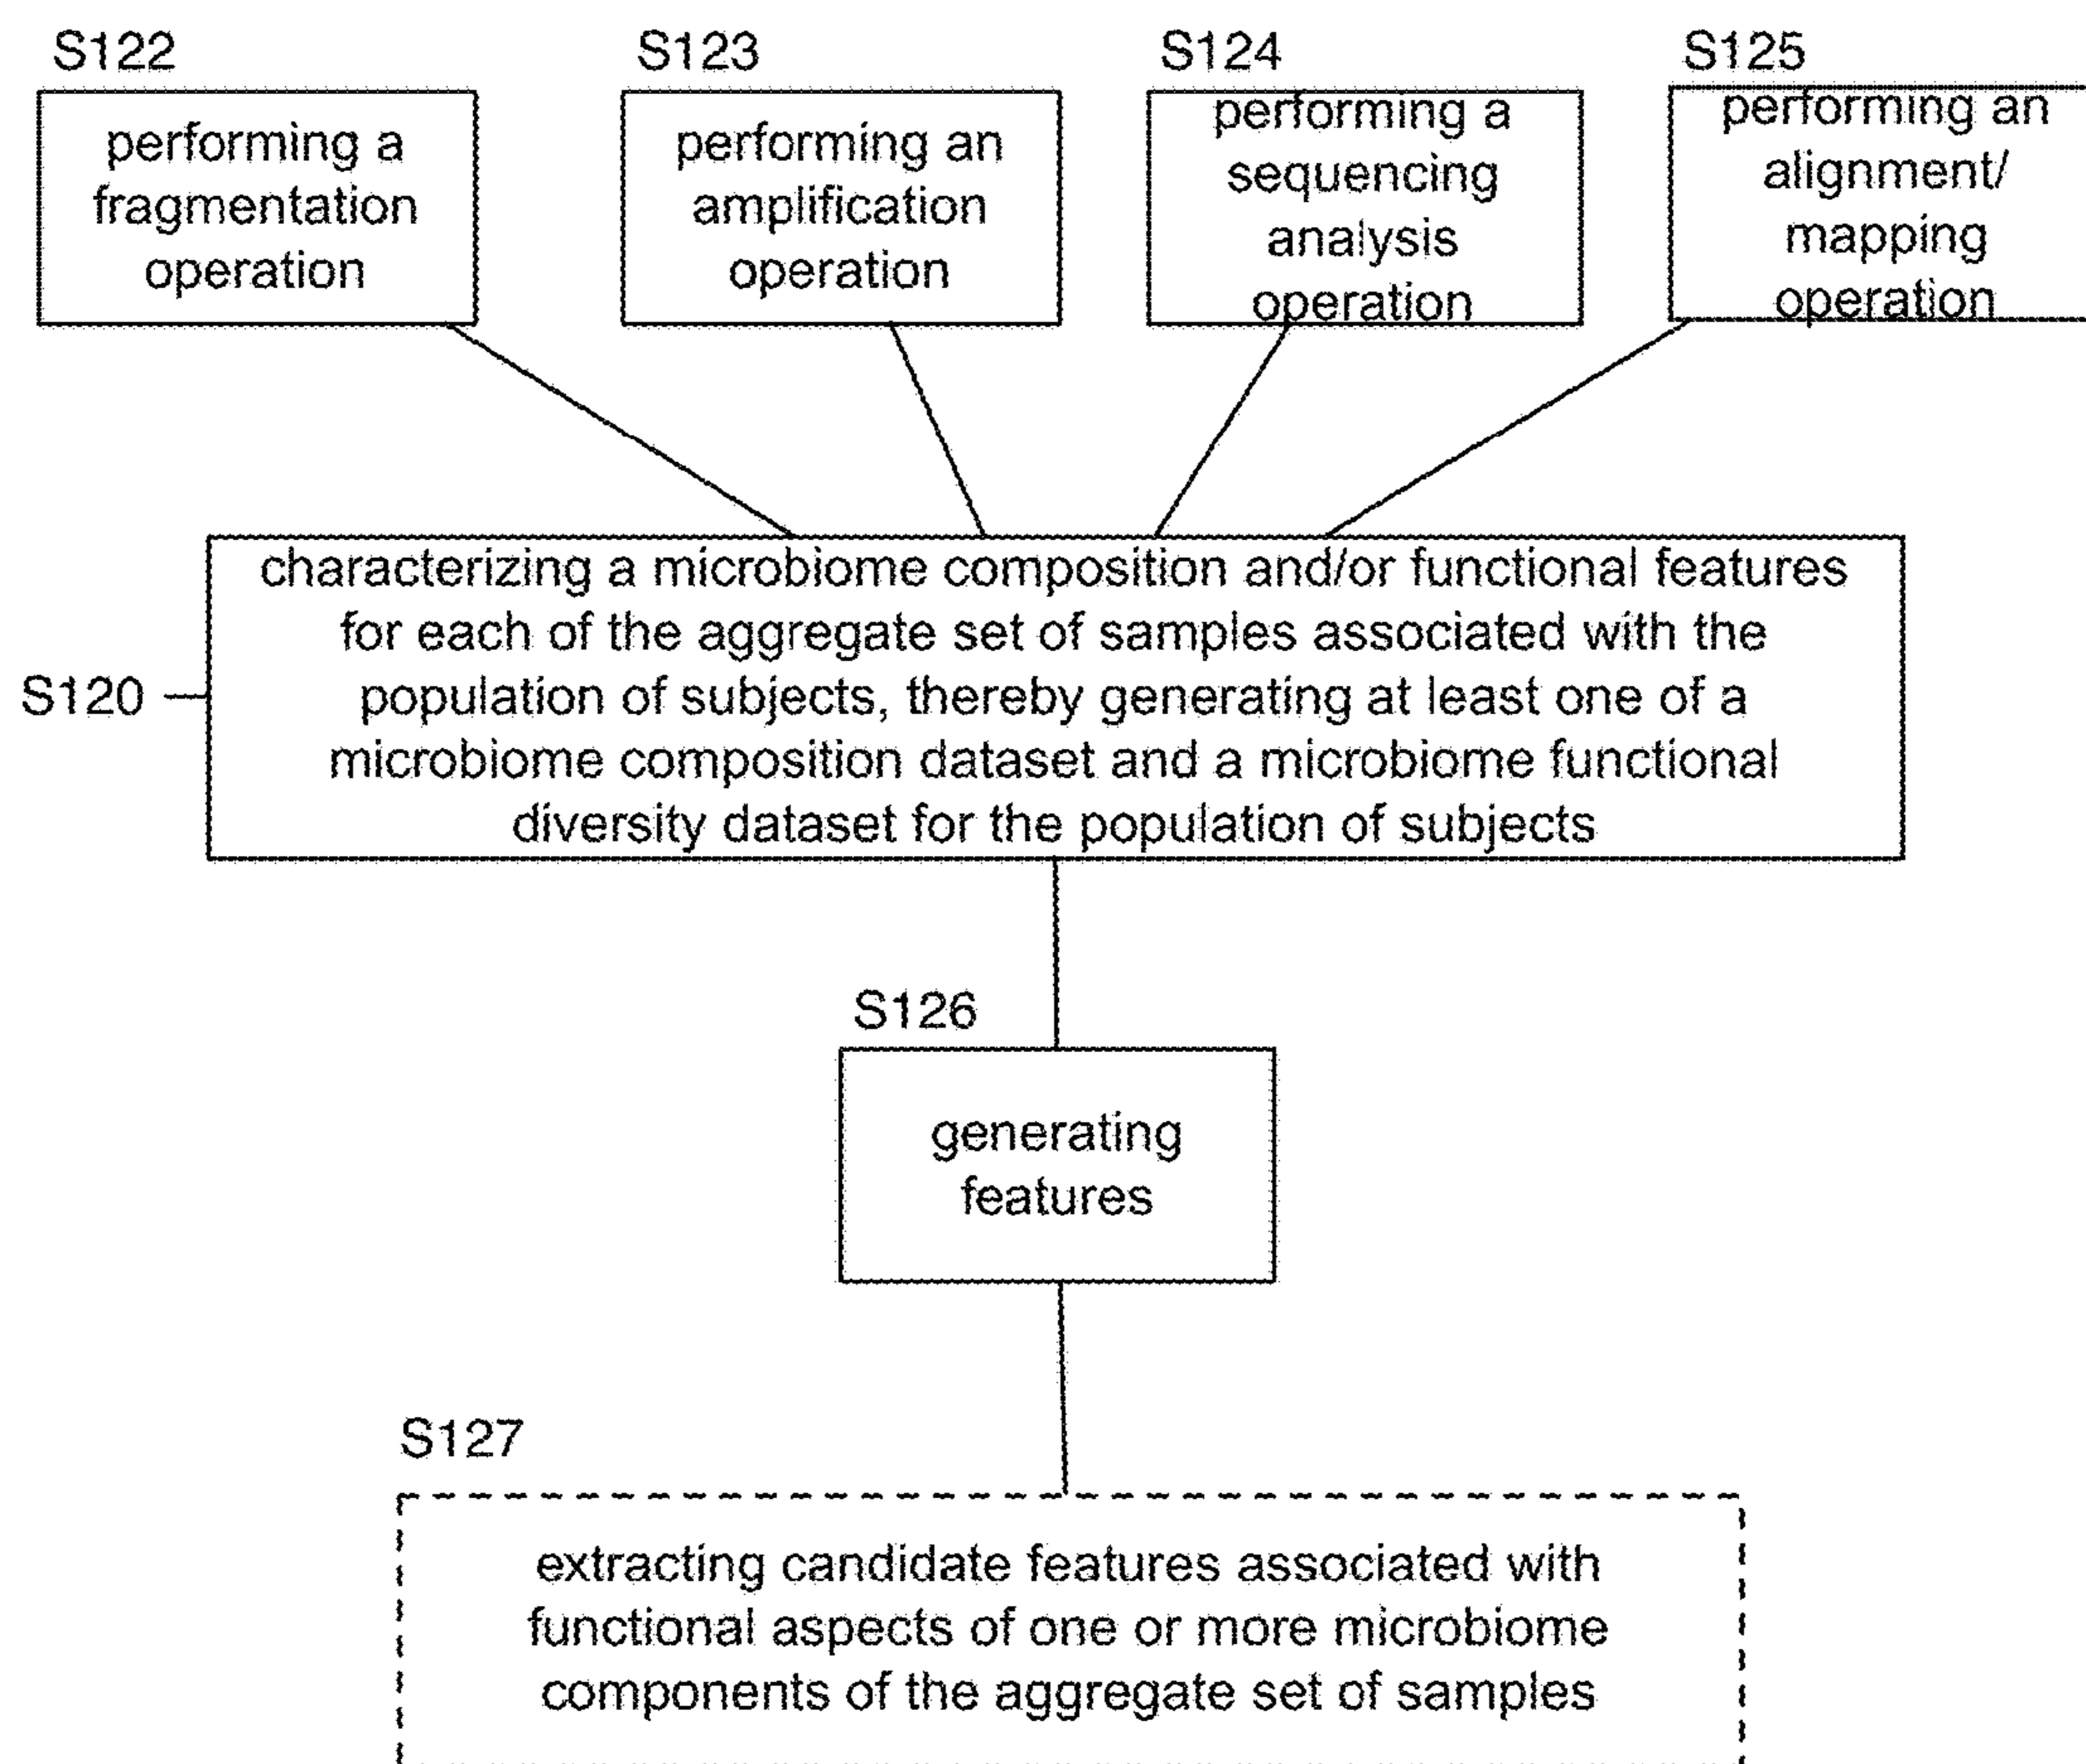 S122
performing a
fragmentation
operation
S123
performing an
amplification
operation
S124
performing a
sequencing
analysis
operation
S125
performing an
alignment/
mapping
operation
S120
characterizing a microbiome composition and/or functional features
for each of the aggregate set of samples associated with the
population of subjects, thereby generating at least one of a
microbiome composition dataset and a microbiome functional
diversity dataset for the population of subjects
S126
generating
features
S127
extracting candidate features associated with
functional aspects of one or more microbiome
components of the aggregate set of samples